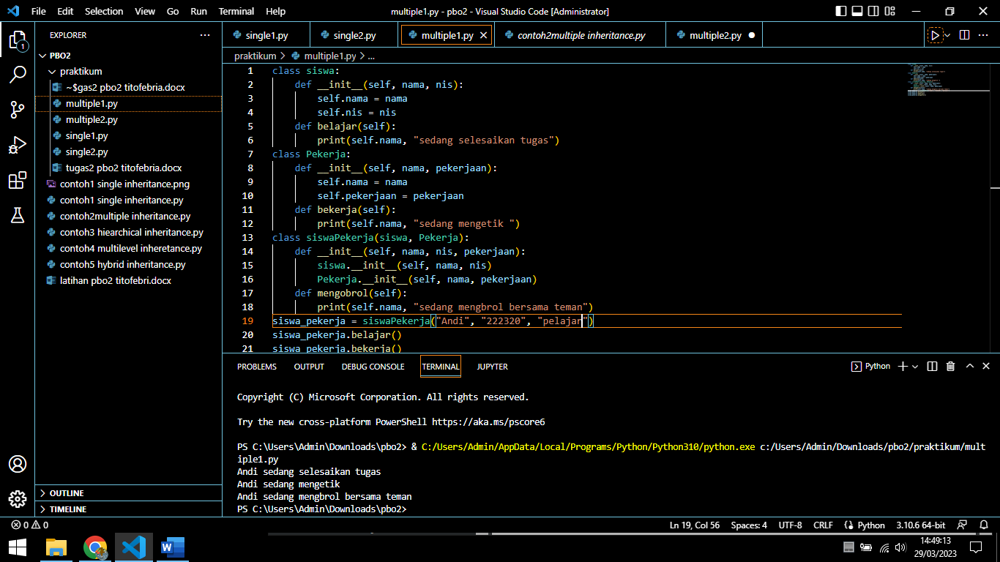 File Edit Selection View Go Run Terminal Help multiple1.py - pbo2 - Visual Studio Code [Administrator]
EXPLORER
PBO2
praktikum
~$gas2 pbo2 titofebria.docx
multiple1.py
multiple2.py
single1.py
single2.py
tugas2 pbo2 titofebria.docx
contoh1 single inheritance.png
contoh1 single inheritance.py
contoh2multiple inheritance.py
contoh3 hiearchical inheritance.py
contoh4 multilevel inheretance.py
contoh5 hybrid inheritance.py
latihan pbo2 titofebri.docx
OUTLINE
TIMELINE
1
single1.py single2.py multiple1.py contoh2multiple inheritance.py multiple2.py
praktikum > multiple1.py > ...
1 class siswa:
2 def __init__(self, nama, nis):
3 self.nama = nama
4 self.nis = nis
5 def belajar(self):
6 print(self.nama, "sedang selesaikan tugas")
7 class Pekerja:
8 def __init__(self, nama, pekerjaan):
9 self.nama = nama
10 self.pekerjaan = pekerjaan
11 def bekerja(self):
12 print(self.nama, "sedang mengetik ")
13 class siswaPekerja(siswa, Pekerja):
14 def __init__(self, nama, nis, pekerjaan):
15 siswa.__init__(self, nama, nis)
16 Pekerja.__init__(self, nama, pekerjaan)
17 def mengobrol(self):
18 print(self.nama, "sedang mengbrol bersama teman")
19 siswa_pekerja = siswaPekerja("Andi", "222320", "pelajar")
20 siswa_pekerja.belajar()
21 siswa_pekerja.bekerja()
PROBLEMS OUTPUT DEBUG CONSOLE TERMINAL JUPYTER Python
Copyright (C) Microsoft Corporation. All rights reserved.
Try the new cross-platform PowerShell https://aka.ms/pscore6
PS C:\Users\Admin\Downloads\pbo2> & C:/Users/Admin/AppData/Local/Programs/Python/Python310/python.exe c:/Users/Admin/Downloads/pbo2/praktikum/mult
iple1.py
Andi sedang selesaikan tugas
Andi sedang mengetik
Andi sedang mengbrol bersama teman
PS C:\Users\Admin\Downloads\pbo2>
0 0 Ln 19, Col 56 Spaces: 4 UTF-8 CRLF Python 3.10.6 64-bit
14:49:13
29/03/2023